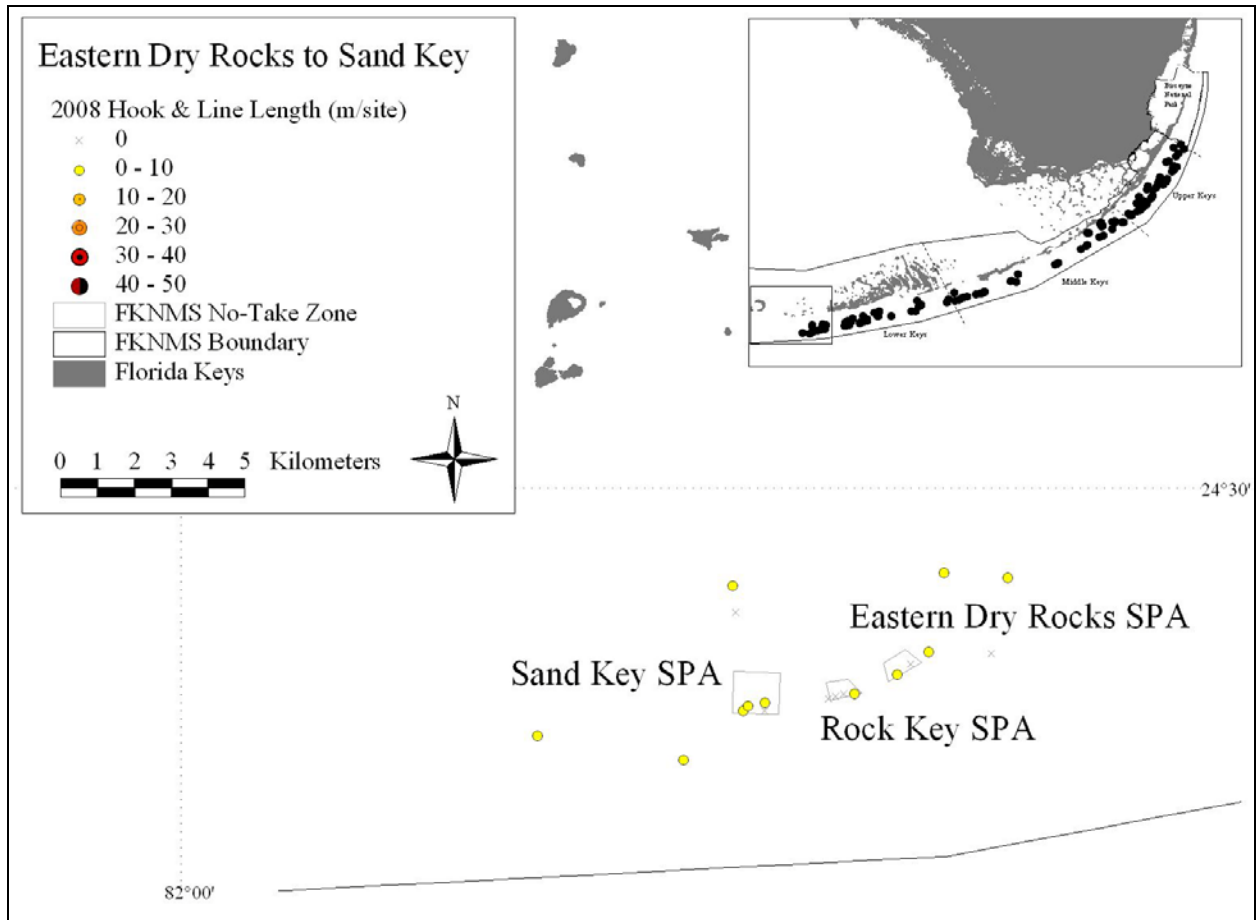 Eastern Dry Rocks to Sand Key
2008 Hook & Line Length (m/site)
0
0 - 10
10 - 20
20 - 30
30 - 40
40 - 50
FKNMS No-Take Zone
FKNMS Boundary
Florida Keys
N
0 1 2 3 4 5 Kilometers
Biscayne
National
Park
Upper Keys
Middle Keys
Lower Keys
24°30'
Eastern Dry Rocks SPA
Sand Key SPA
Rock Key SPA
82°00'